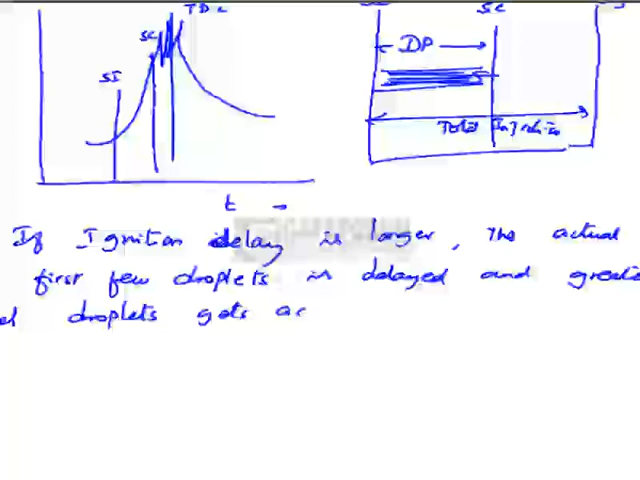 TDC
SC
SC
DP
SI
Total Injection
t
If Ignition delay is larger, the actual
first few droplets is delayed and
droplets gets ac